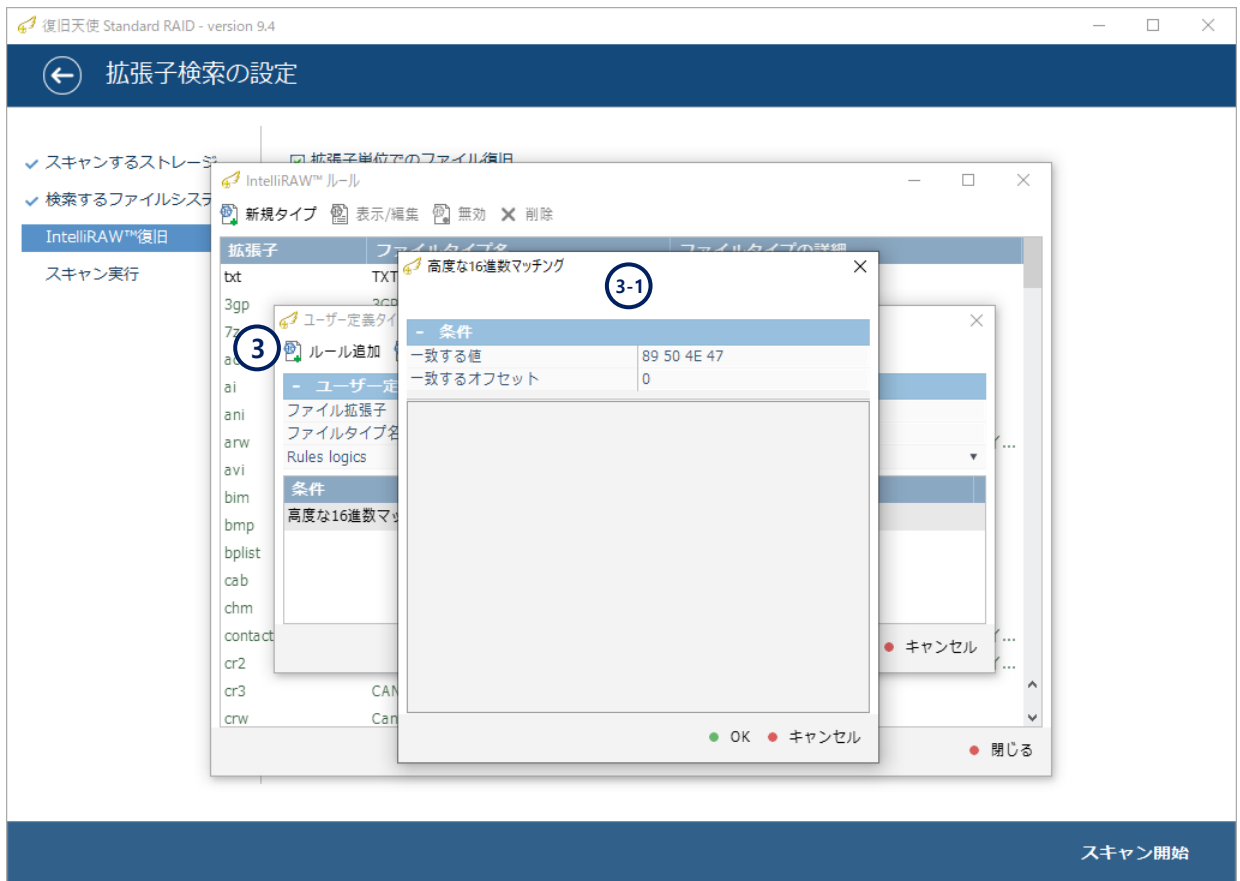 復旧天使 Standard RAID - version 9.4
拡張子検索の設定
スキャンするストレージ
拡張子単位でのファイル復旧
検索するファイルシステ
IntelliRAW™復旧
スキャン実行
IntelliRAW™ ルール
新規タイプ 表示/編集 無効 削除
拡張子 ファイルタイプ名 ファイルタイプの詳細
txt TXT
3gp 3GP
7z
ai
ani
arw イ...
avi
bim
bmp
bplist
cab
chm
contact イ...
cr2 イ...
cr3 CAN
crw Can
閉じる
ユーザー定義タイ
3
ルール追加
- ユーザー定
ファイル拡張子
ファイルタイプ名
Rules logics
条件
高度な16進数マッ
キャンセル
高度な16進数マッチング
3-1
- 条件
一致する値 89 50 4E 47
一致するオフセット 0
OK キャンセル
スキャン開始